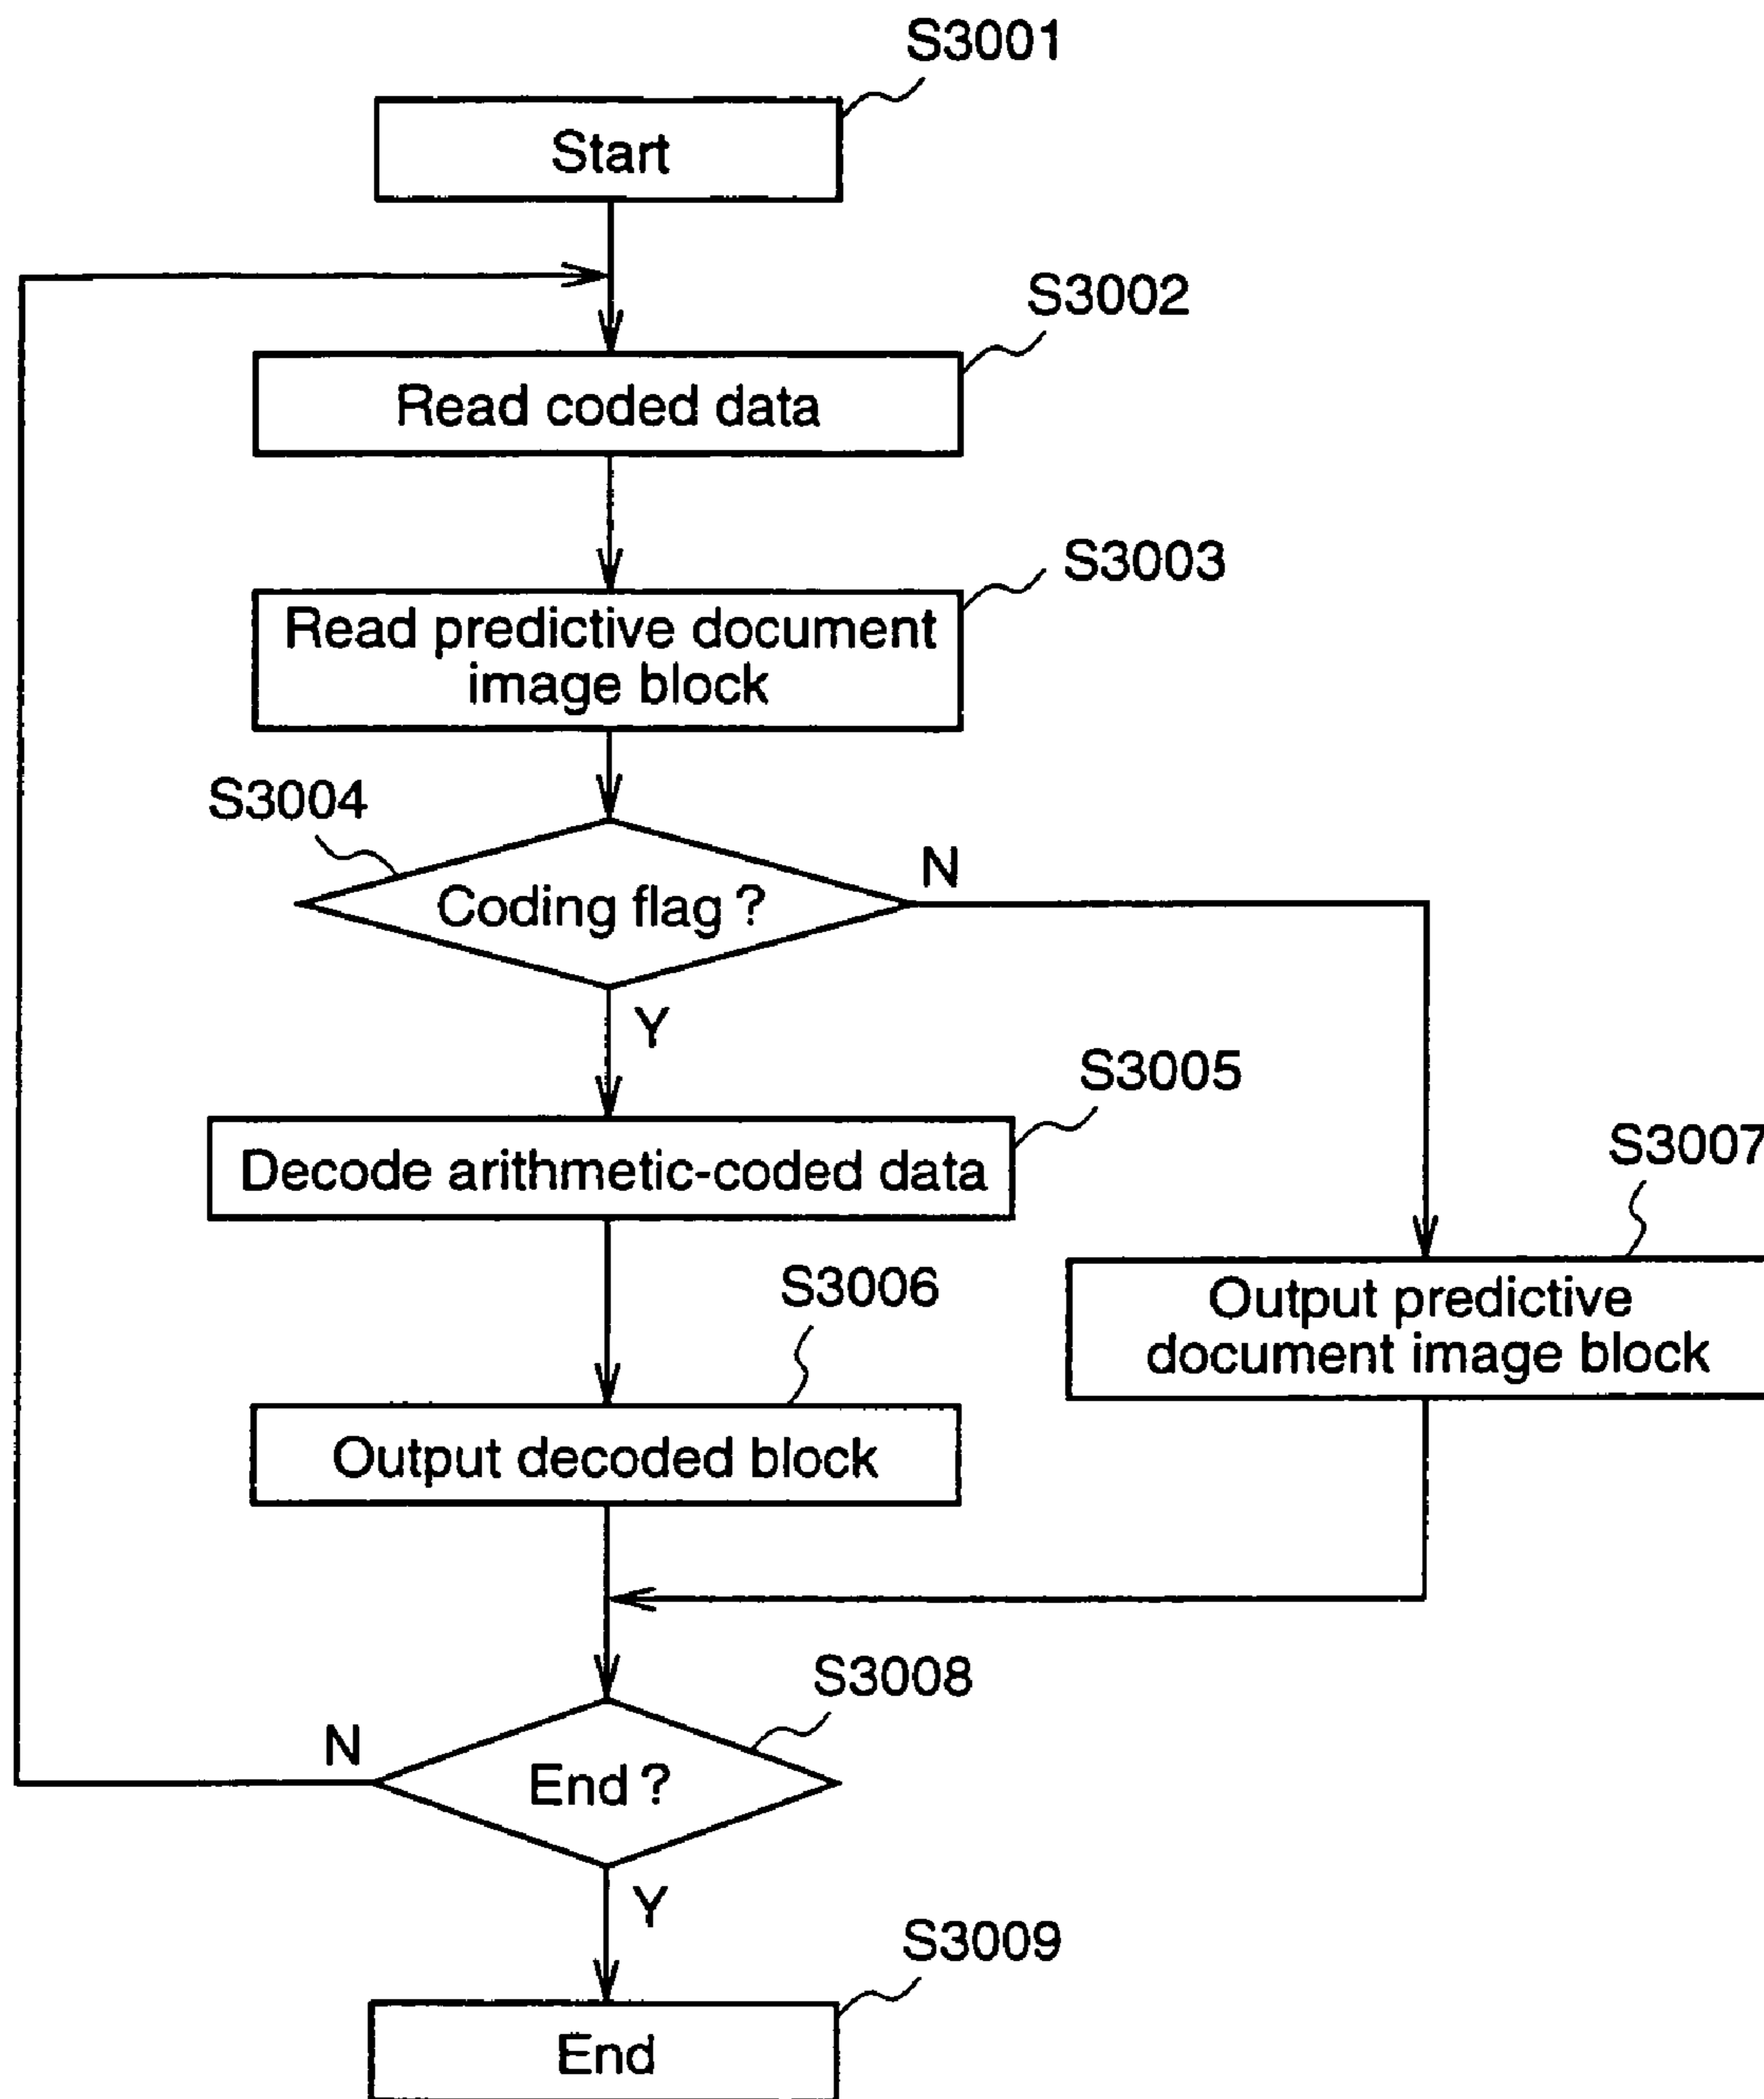 S3001
Start
S3002
Read coded data
S3003
Read predictive document
image block
S3004
Coding flag ?
N
Y
S3005
Decode arithmetic-coded data
S3007
Output predictive
document image block
S3006
Output decoded block
S3008
N
End ?
Y
S3009
End